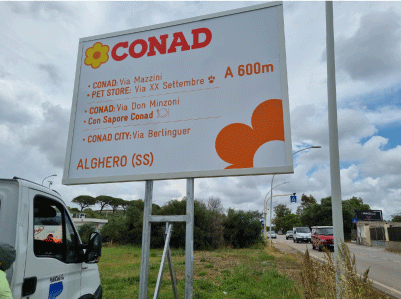 CONAD
• CONAD: Via Mazzini
• PET STORE: Via XX Settembre
A 600m
• CONAD: Via Don Minzoni
• Con Sapore Conad
• CONAD CITY: Via Berlinguer
ALGHERO (SS)